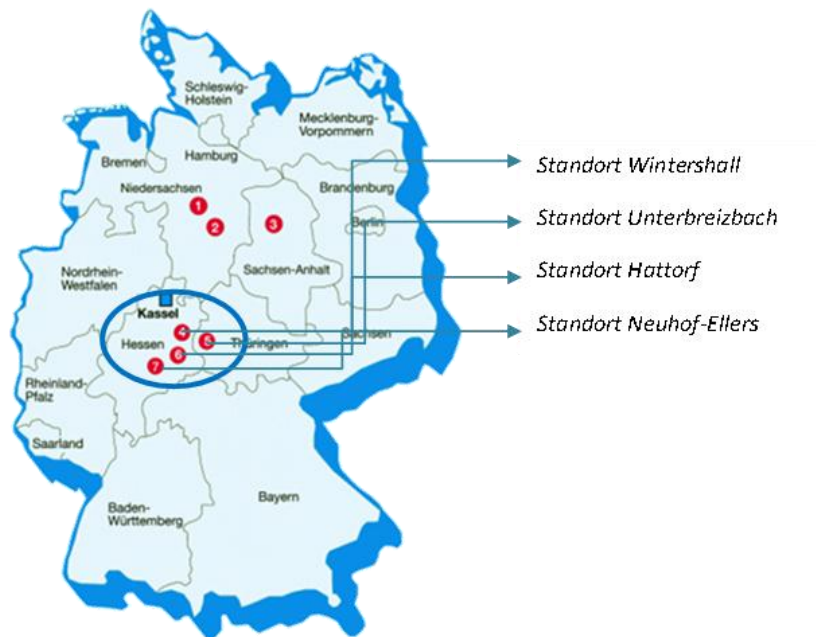 Schleswig-
Holstein
Mecklenburg-
Vorpommern
Hamburg
Bremen
Niedersachsen
Brandenburg
Berlin
1
2
3
Sachsen-Anhalt
Nordrhein-
Westfalen
Kassel
Hessen
4
5
6
7
Thüringen
Sachsen
Rheinland-
Pfalz
Saarland
Baden-
Württemberg
Bayern
Standort Wintershall
Standort Unterbreizbach
Standort Hattorf
Standort Neuhof-Ellers